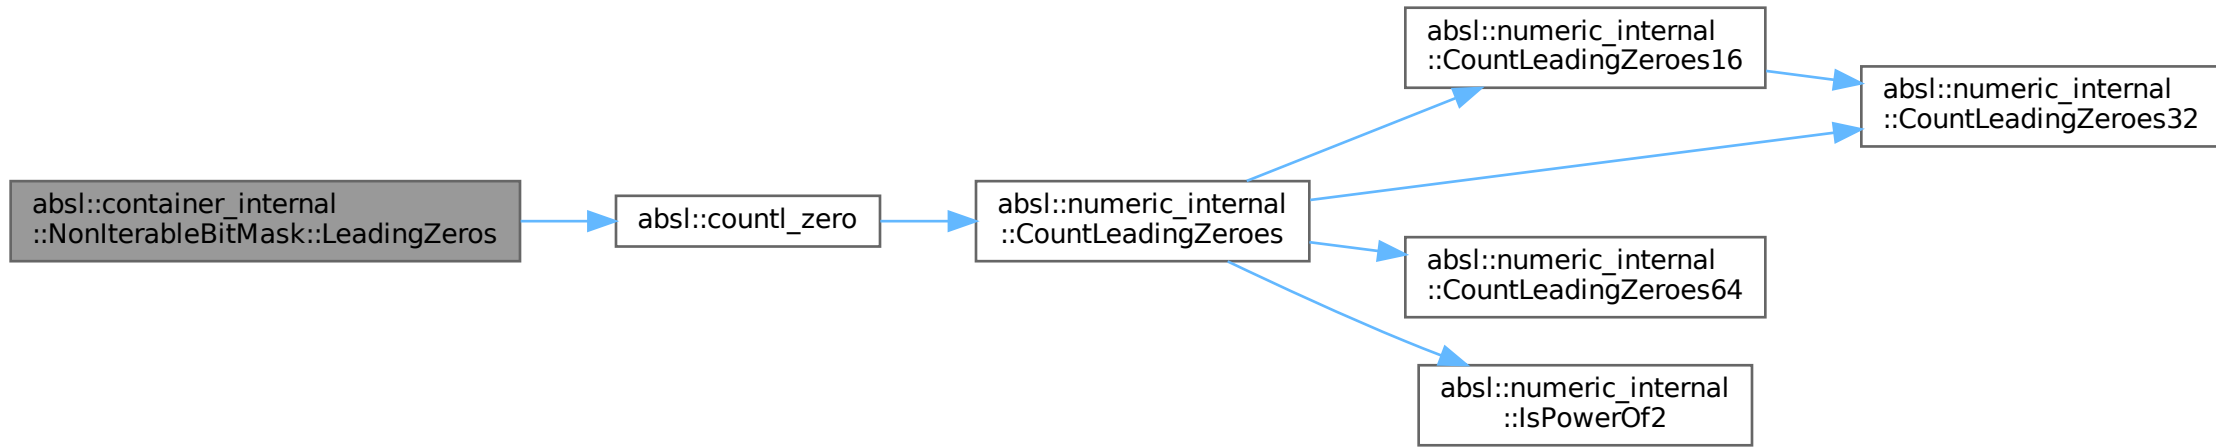 absl::container_internal
::NonIterableBitMask::LeadingZeros
absl::countl_zero
absl::numeric_internal
::CountLeadingZeroes
absl::numeric_internal
::CountLeadingZeroes16
absl::numeric_internal
::CountLeadingZeroes32
absl::numeric_internal
::CountLeadingZeroes64
absl::numeric_internal
::IsPowerOf2